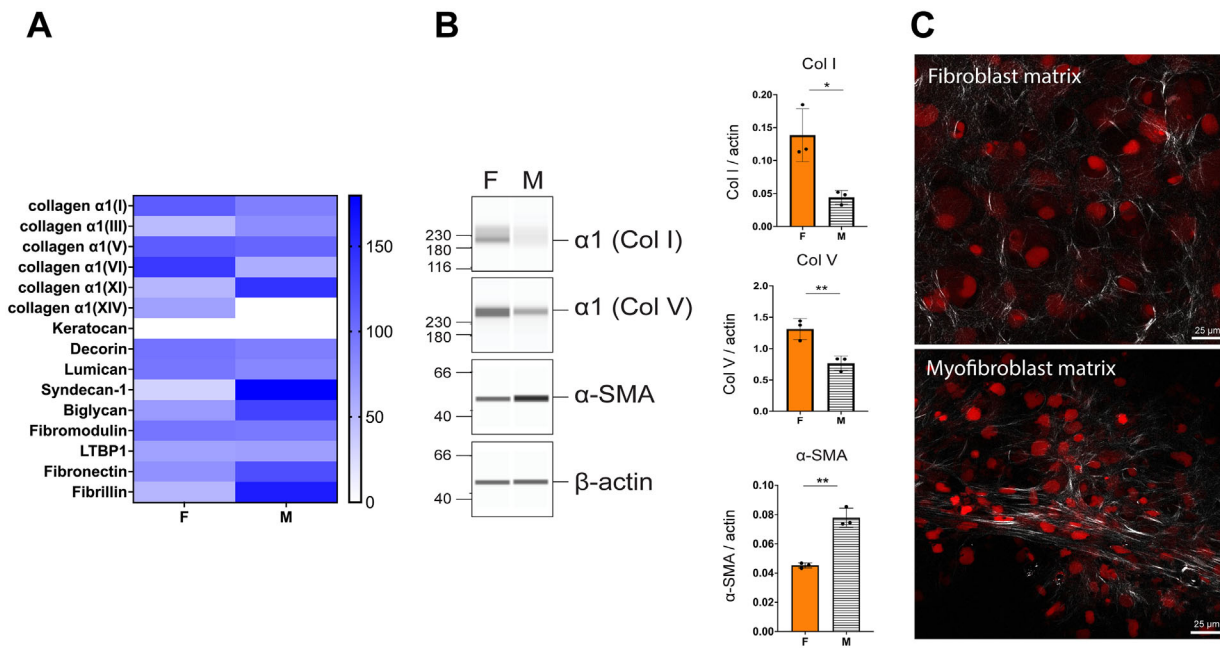 A
collagen α1(I)
collagen α1(III)
collagen α1(V)
collagen α1(VI)
collagen α1(XI)
collagen α1(XIV)
Keratocan
Decorin
Lumican
Syndecan-1
Biglycan
Fibromodulin
LTBP1
Fibronectin
Fibrillin
F M
150
100
50
0
B
F M
230
180
116
α1 (Col I)
230
180
α1 (Col V)
66
40
α-SMA
66
40
β-actin
Col I
*
Col I / actin
0.20
0.15
0.10
0.05
0.00
F M
Col V
**
Col V / actin
2.0
1.5
1.0
0.5
0.0
F M
α-SMA
**
α-SMA / actin
0.10
0.08
0.06
0.04
0.02
0.00
F M
C
Fibroblast matrix
25 µm
Myofibroblast matrix
25 µm